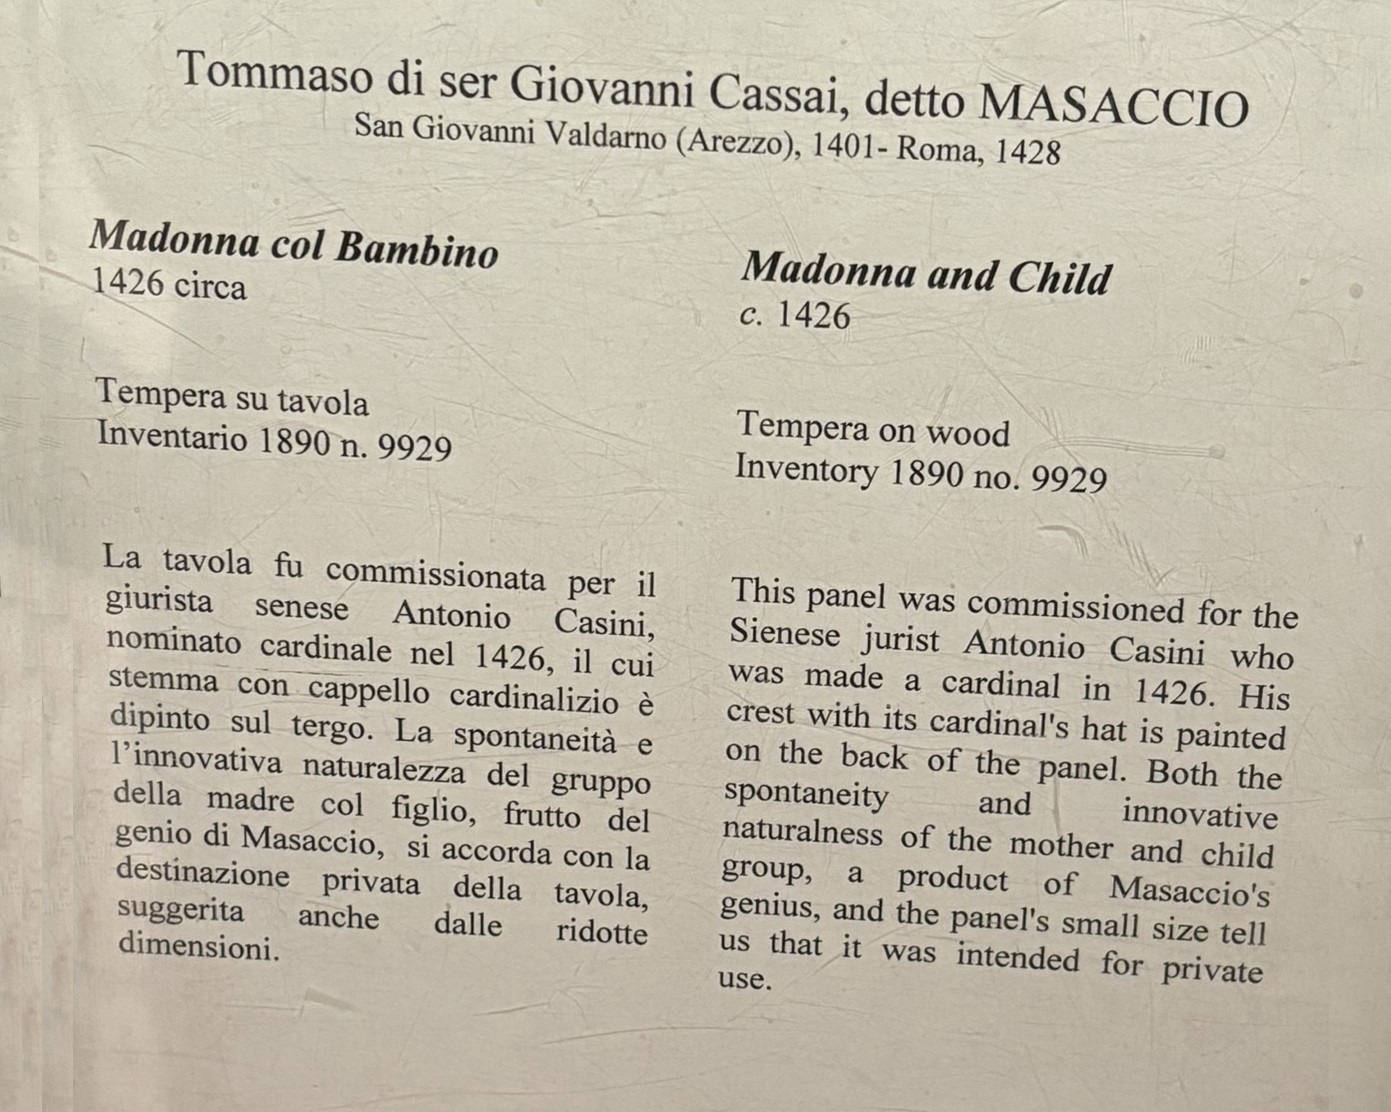 Tommaso di ser Giovanni Cassai, detto MASACCIO
San Giovanni Valdarno (Arezzo), 1401- Roma, 1428
Madonna col Bambino
1426 circa
Tempera su tavola
Inventario 1890 n. 9929
La tavola fu commissionata per il
giurista senese Antonio Casini,
nominato cardinale nel 1426, il cui
stemma con cappello cardinalizio è
dipinto sul tergo. La spontaneità e
l’innovativa naturalezza del gruppo
della madre col figlio, frutto del
genio di Masaccio, si accorda con la
destinazione privata della tavola,
suggerita anche dalle ridotte
dimensioni.
Madonna and Child
c. 1426
Tempera on wood
Inventory 1890 no. 9929
This panel was commissioned for the
Sienese jurist Antonio Casini who
was made a cardinal in 1426. His
crest with its cardinal's hat is painted
on the back of the panel. Both the
spontaneity and innovative
naturalness of the mother and child
group, a product of Masaccio's
genius, and the panel's small size tell
us that it was intended for private
use.